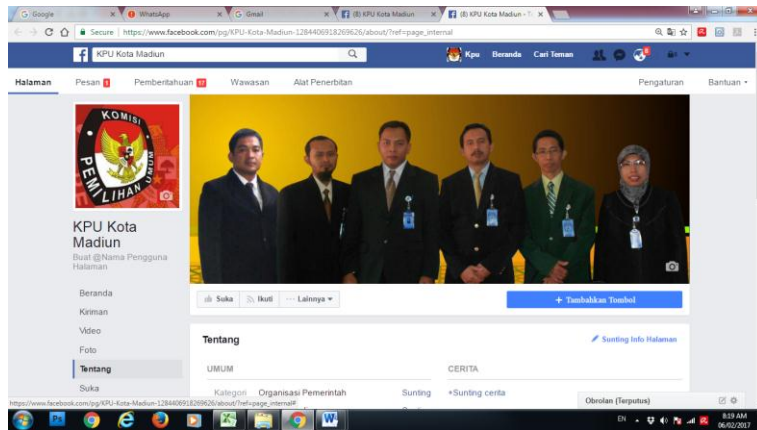 Google
WhatsApp
Gmail
(8) KPU Kota Madiun
(8) KPU Kota Madiun - T
Secure
https://www.facebook.com/pg/KPU-Kota-Madiun-1284406918269626/about/?ref=page_internal
KPU Kota Madiun
Kpu Beranda Cari Teman
Halaman Pesan Pemberitahuan Wawasan Alat Penerbitan Pengaturan Bantuan
KOMISI
PEMILIHAN UMUM
KPU Kota
Madiun
Buat @Nama Pengguna
Halaman
Beranda
Kiriman
Video
Foto
Tentang
Suka
Suka Ikuti Lainnya
+ Tambahkan Tombol
Tentang
Sunting Info Halaman
UMUM
CERITA
Kategori Organisasi Pemerintah Sunting
+Sunting cerita
Obrolan (Terputus)
https://www.facebook.com/pg/KPU-Kota-Madiun-1284406918269626/about/?ref=page_internal#
Ps
EN
8:19 AM
06/02/2017